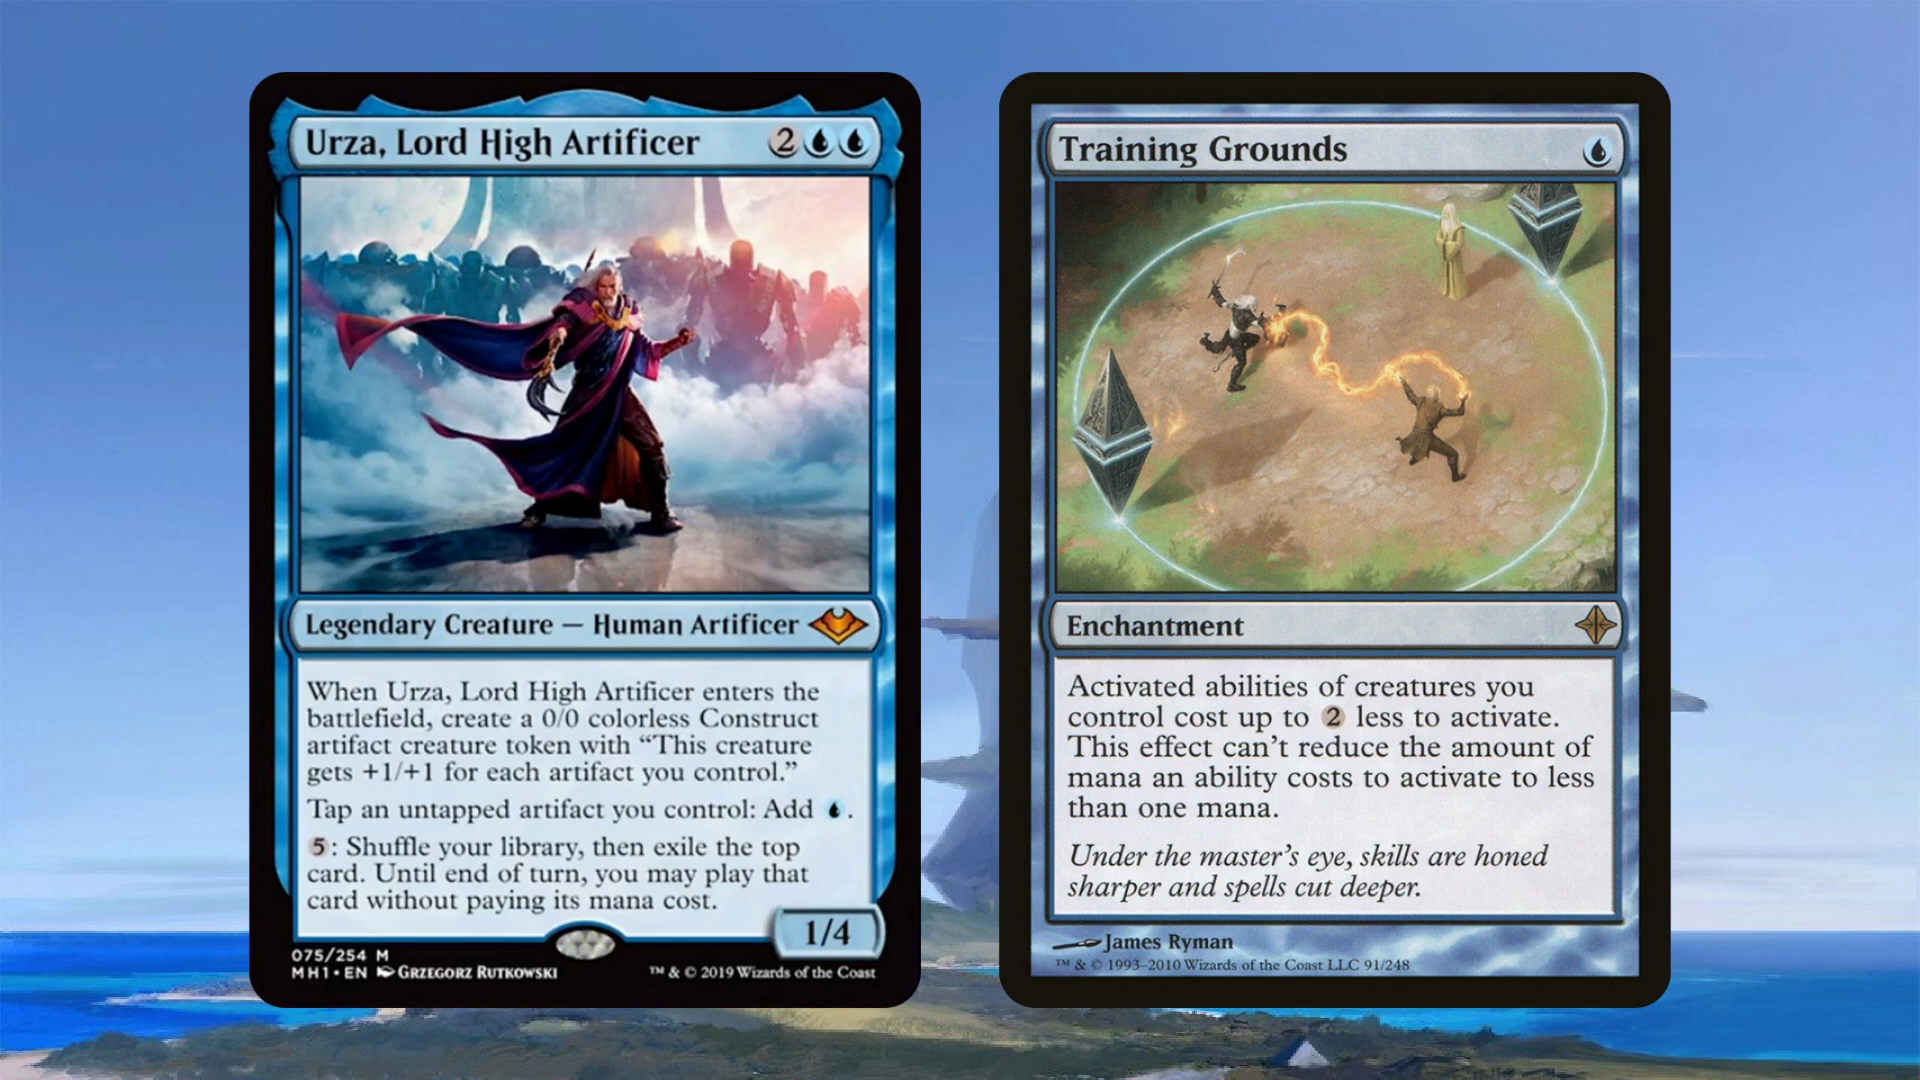 Urza, Lord High Artificer 2
Legendary Creature — Human Artificer
When Urza, Lord High Artificer enters the
battlefield, create a 0/0 colorless Construct
artifact creature token with “This creature
gets +1/+1 for each artifact you control.”
Tap an untapped artifact you control: Add .
5: Shuffle your library, then exile the top
card. Until end of turn, you may play that
card without paying its mana cost.
1/4
075/254 M
MH1 • EN Grzegorz Rutkowski
™ & © 2019 Wizards of the Coast
Training Grounds
Enchantment
Activated abilities of creatures you
control cost up to 2 less to activate.
This effect can’t reduce the amount of
mana an ability costs to activate to less
than one mana.
Under the master’s eye, skills are honed
sharper and spells cut deeper.
James Ryman
™ & © 1993–2010 Wizards of the Coast LLC 91/248